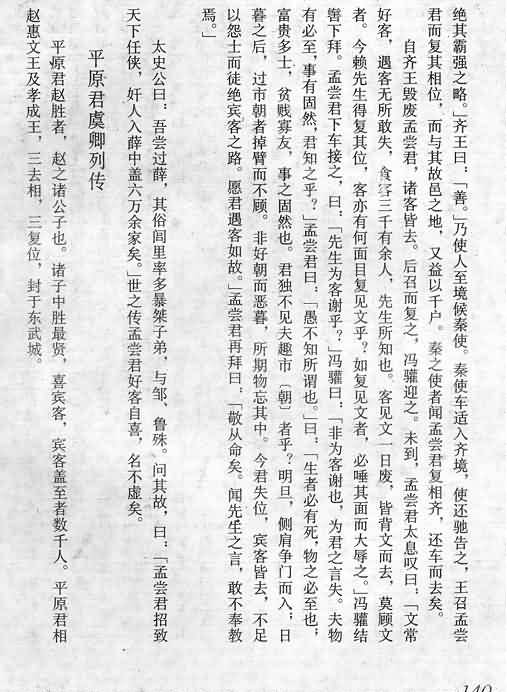 绝其霸强之略。」齐王曰：「善。」乃使人至境候秦使。秦使车适入齐境，使还驰告之，王召孟尝
君而复其相位，而与其故邑之地，又益以千户。秦之使者闻孟尝君复相齐，还车而去矣。
自齐王毁废孟尝君，诸客皆去。后召而复之，冯驩迎之。未到，孟尝君太息叹曰：「文常
好客，遇客无所敢失，食客三千有余人，先生所知也。客见文一日废，皆背文而去，莫顾文
者。今赖先生得复其位，客亦有何面目复见文乎？如复见文者，必唾其面而大辱之。」冯驩结
辔下拜。孟尝君下车接之，曰：「先生为客谢乎？」冯驩曰：「非为客谢也，为君之言失。夫物
有必至，事有固然，君知之乎？」孟尝君曰：「愚不知所谓也。」曰：「生者必有死，物之必至也；
富贵多士，贫贱寡友，事之固然也。君独不见夫趣市〔朝〕者乎？明旦，侧肩争门而入；日
暮之后，过市朝者掉臂而不顾。非好朝而恶暮，所期物忘其中。今君失位，宾客皆去，不足
以怨士而徒绝宾客之路。愿君遇客如故。」孟尝君再拜曰：「敬从命矣。闻先生之言，敢不奉教
焉。」
太史公曰：吾尝过薛，其俗闾里率多暴桀子弟，与邹、鲁殊。问其故，曰：「孟尝君招致
天下任侠，奸人入薛中盖六万余家矣。」世之传孟尝君好客自喜，名不虚矣。
平原君虞卿列传
平原君赵胜者，赵之诸公子也。诸子中胜最贤，喜宾客，宾客盖至者数千人。平原君相
赵惠文王及孝成王，三去相，三复位，封于东武城。